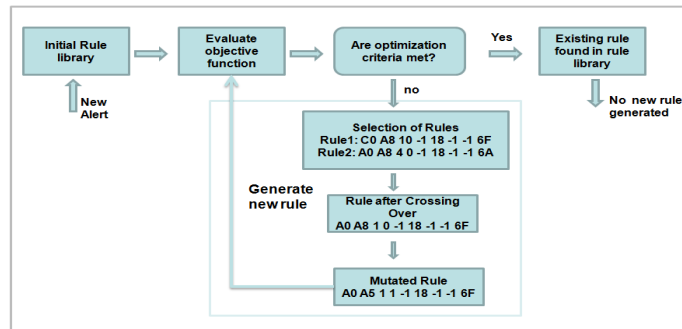 Initial Rule
library
Evaluate
objective
function
Are optimization
criteria met?
Yes
Existing rule
found in rule
library
New
Alert
no
No new rule
generated
Selection of Rules
Rule1: C0 A8 10 -1 18 -1 -1 6F
Rule2: A0 A8 4 0 -1 18 -1 -1 6A
Generate
new rule
Rule after Crossing
Over
A0 A8 1 0 -1 18 -1 -1 6F
Mutated Rule
A0 A5 1 1 -1 18 -1 -1 6F